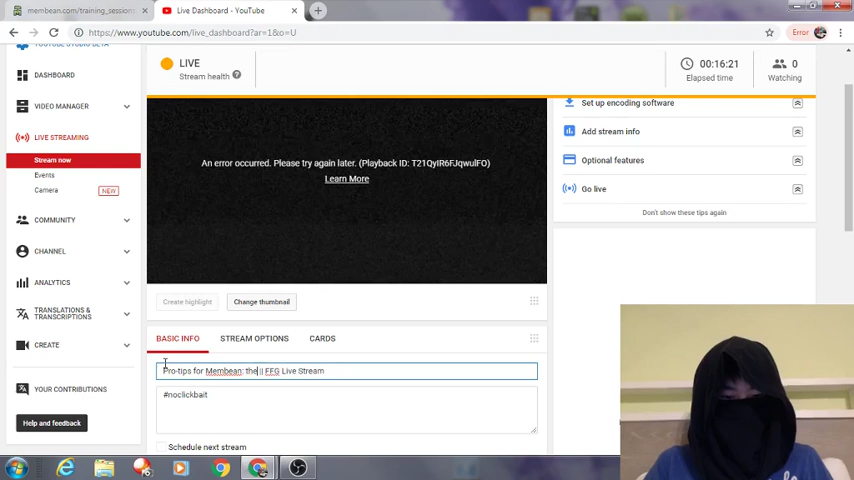 membean.com/training_session
Live Dashboard - YouTube
https://www.youtube.com/live_dashboard?ar=1&o=U
Error
YOUTUBE STUDIO BETA
DASHBOARD
VIDEO MANAGER
LIVE STREAMING
Stream now
Events
Camera
NEW
COMMUNITY
CHANNEL
ANALYTICS
TRANSLATIONS &
TRANSCRIPTIONS
CREATE
YOUR CONTRIBUTIONS
Help and feedback
LIVE
Stream health
00:16:21
Elapsed time
0
Watching
An error occurred. Please try again later. (Playback ID: T21QyIR6FJqwulFO)
Learn More
Create highlight
Change thumbnail
BASIC INFO
STREAM OPTIONS
CARDS
Pro-tips for Membean: the || FFG Live Stream
#noclickbait
Schedule next stream
Set up encoding software
Add stream info
Optional features
Go live
Don't show these tips again